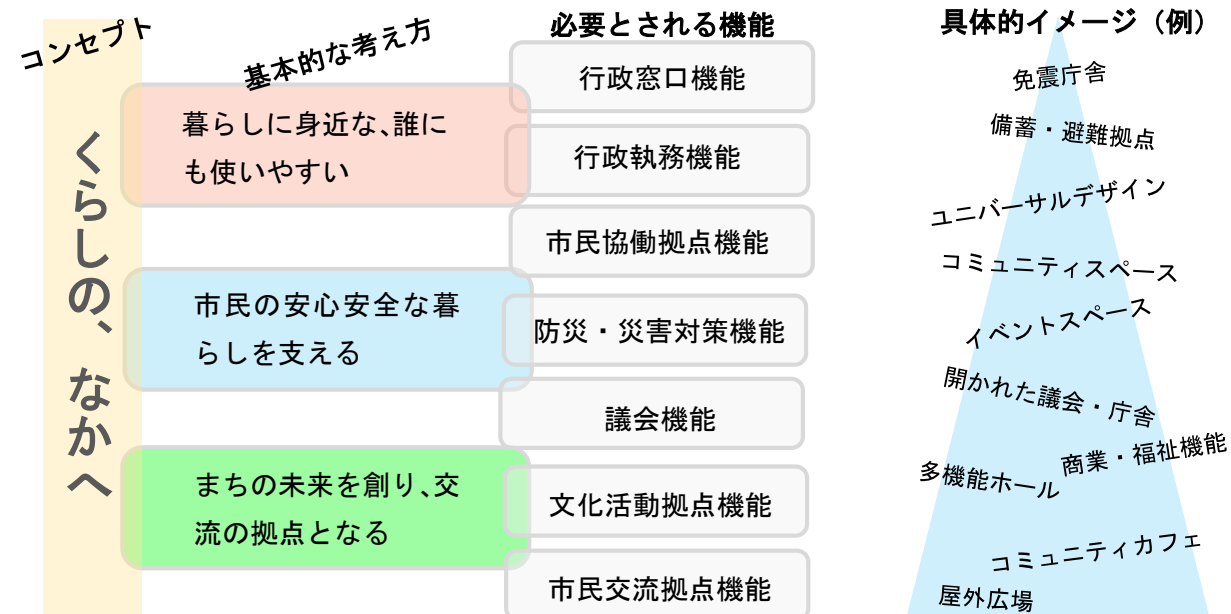 コンセプト
くらしの、なかへ
基本的な考え方
暮らしに身近な、誰に
も使いやすい
市民の安心安全な暮
らしを支える
まちの未来を創り、交
流の拠点となる
必要とされる機能
行政窓口機能
行政執務機能
市民協働拠点機能
防災・災害対策機能
議会機能
文化活動拠点機能
市民交流拠点機能
具体的イメージ（例）
免震庁舎
備蓄・避難拠点
ユニバーサルデザイン
コミュニティスペース
イベントスペース
開かれた議会・庁舎
商業・福祉機能
多機能ホール
コミュニティカフェ
屋外広場